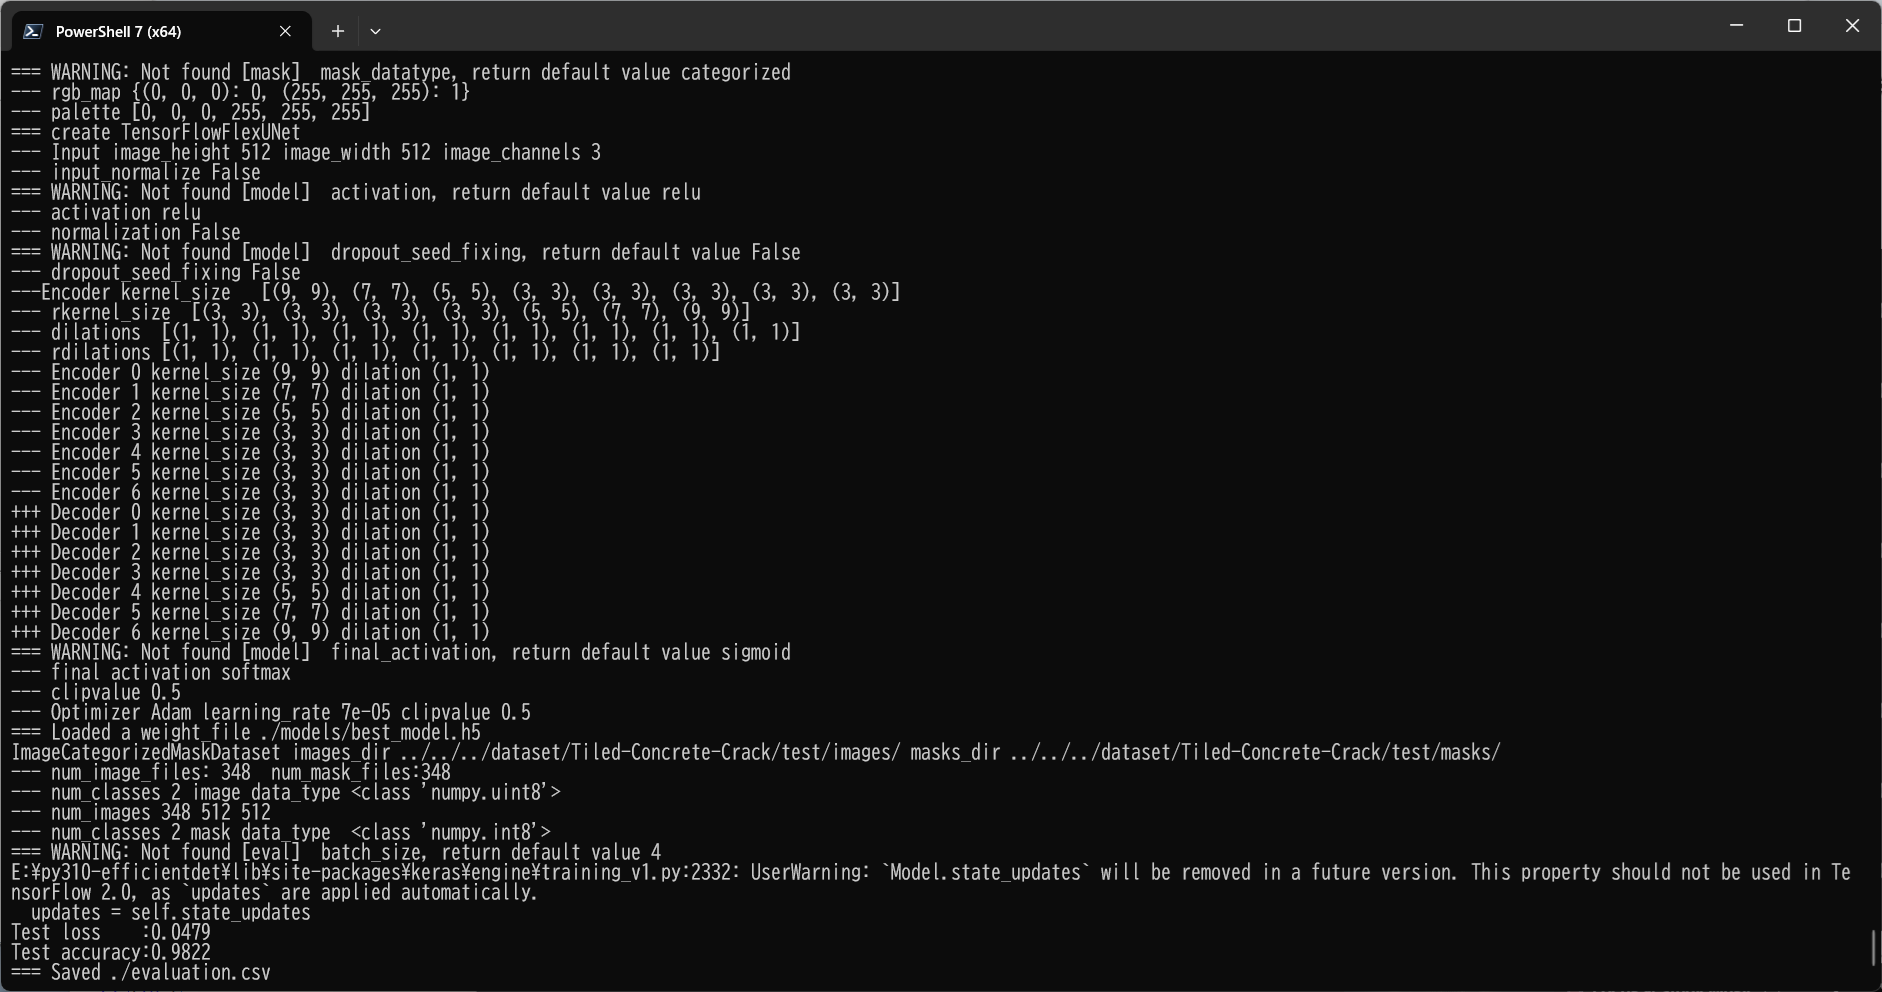 PowerShell 7 (x64)
=== WARNING: Not found [mask]  mask_datatype, return default value categorized
--- rgb_map {(0, 0, 0): 0, (255, 255, 255): 1}
--- palette [0, 0, 0, 255, 255, 255]
=== create TensorFlowFlexUNet
--- Input image_height 512 image_width 512 image_channels 3
--- input_normalize False
=== WARNING: Not found [model]  activation, return default value relu
--- activation relu
--- normalization False
=== WARNING: Not found [model]  dropout_seed_fixing, return default value False
--- dropout_seed_fixing False
---Encoder kernel_size   [(9, 9), (7, 7), (5, 5), (3, 3), (3, 3), (3, 3), (3, 3), (3, 3)]
--- rkernel_size  [(3, 3), (3, 3), (3, 3), (3, 3), (5, 5), (7, 7), (9, 9)]
--- dilations  [(1, 1), (1, 1), (1, 1), (1, 1), (1, 1), (1, 1), (1, 1), (1, 1)]
--- rdilations [(1, 1), (1, 1), (1, 1), (1, 1), (1, 1), (1, 1), (1, 1)]
--- Encoder 0 kernel_size (9, 9) dilation (1, 1)
--- Encoder 1 kernel_size (7, 7) dilation (1, 1)
--- Encoder 2 kernel_size (5, 5) dilation (1, 1)
--- Encoder 3 kernel_size (3, 3) dilation (1, 1)
--- Encoder 4 kernel_size (3, 3) dilation (1, 1)
--- Encoder 5 kernel_size (3, 3) dilation (1, 1)
--- Encoder 6 kernel_size (3, 3) dilation (1, 1)
+++ Decoder 0 kernel_size (3, 3) dilation (1, 1)
+++ Decoder 1 kernel_size (3, 3) dilation (1, 1)
+++ Decoder 2 kernel_size (3, 3) dilation (1, 1)
+++ Decoder 3 kernel_size (3, 3) dilation (1, 1)
+++ Decoder 4 kernel_size (5, 5) dilation (1, 1)
+++ Decoder 5 kernel_size (7, 7) dilation (1, 1)
+++ Decoder 6 kernel_size (9, 9) dilation (1, 1)
=== WARNING: Not found [model]  final_activation, return default value sigmoid
--- final activation softmax
--- clipvalue 0.5
--- Optimizer Adam learning_rate 7e-05 clipvalue 0.5
=== Loaded a weight_file ./models/best_model.h5
ImageCategorizedMaskDataset images_dir ../../../dataset/Tiled-Concrete-Crack/test/images/ masks_dir ../../../dataset/Tiled-Concrete-Crack/test/masks/
--- num_image_files: 348  num_mask_files:348
--- num_classes 2 image data_type <class 'numpy.uint8'>
--- num_images 348 512 512
--- num_classes 2 mask data_type  <class 'numpy.int8'>
=== WARNING: Not found [eval]  batch_size, return default value 4
E:¥py310-efficientdet¥lib¥site-packages¥keras¥engine¥training_v1.py:2332: UserWarning: `Model.state_updates` will be removed in a future version. This property should not be used in Te
nsorFlow 2.0, as `updates` are applied automatically.
  updates = self.state_updates
Test loss    :0.0479
Test accuracy:0.9822
=== Saved ./evaluation.csv